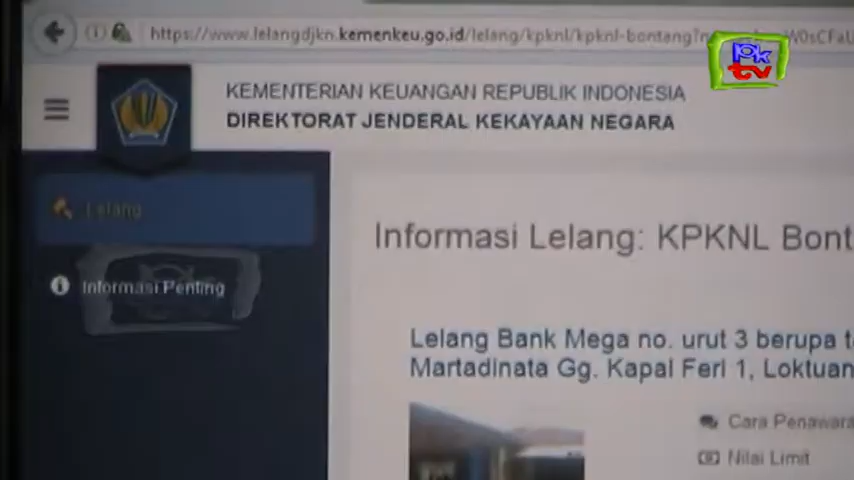 https://www.lelangdjkn.kemenkeu.go.id/lelang/kpknl/kpknl-bontang?
PK
tv
KEMENTERIAN KEUANGAN REPUBLIK INDONESIA
DIREKTORAT JENDERAL KEKAYAAN NEGARA
Lelang
Informasi Lelang: KPKNL Bont
Informasi Penting
Lelang Bank Mega no. urut 3 berupa t
Martadinata Gg. Kapal Feri 1, Loktuan
Cara Penawara
Nilai Limit